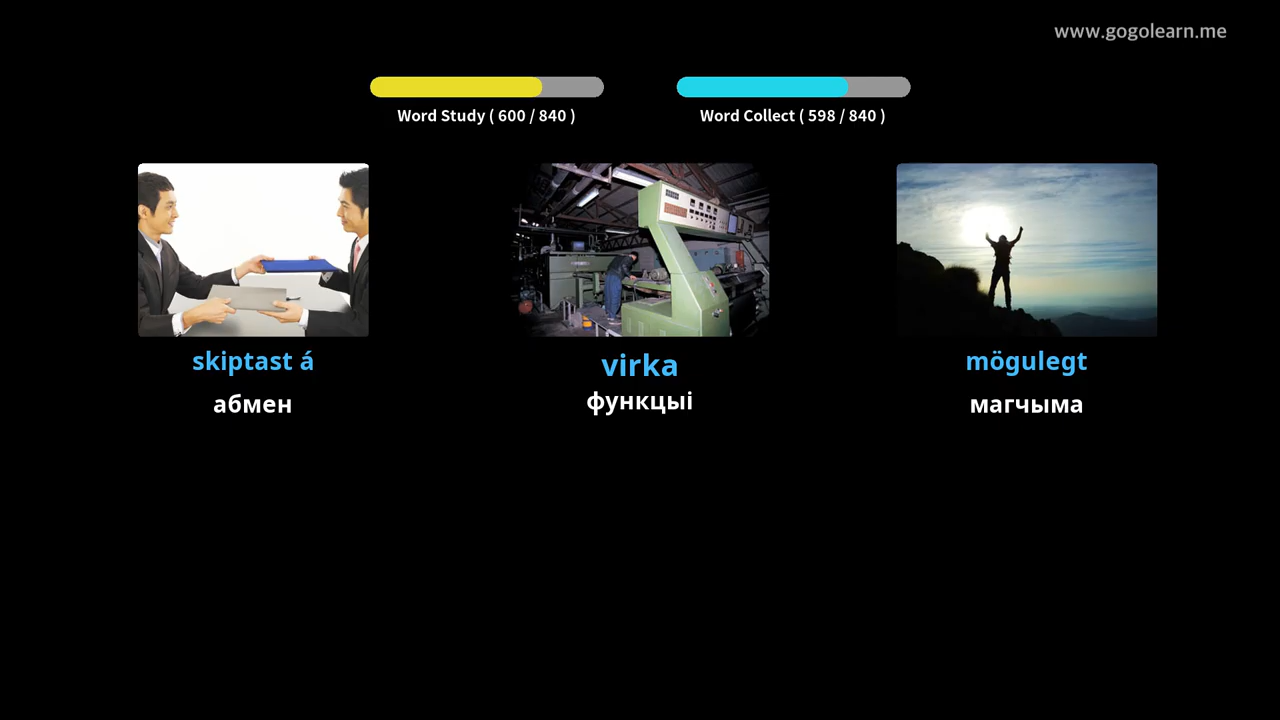 www.gogolearn.me
Word Study ( 600 / 840 )
Word Collect ( 598 / 840 )
skiptast á
абмен
virka
функцыі
mögulegt
магчыма